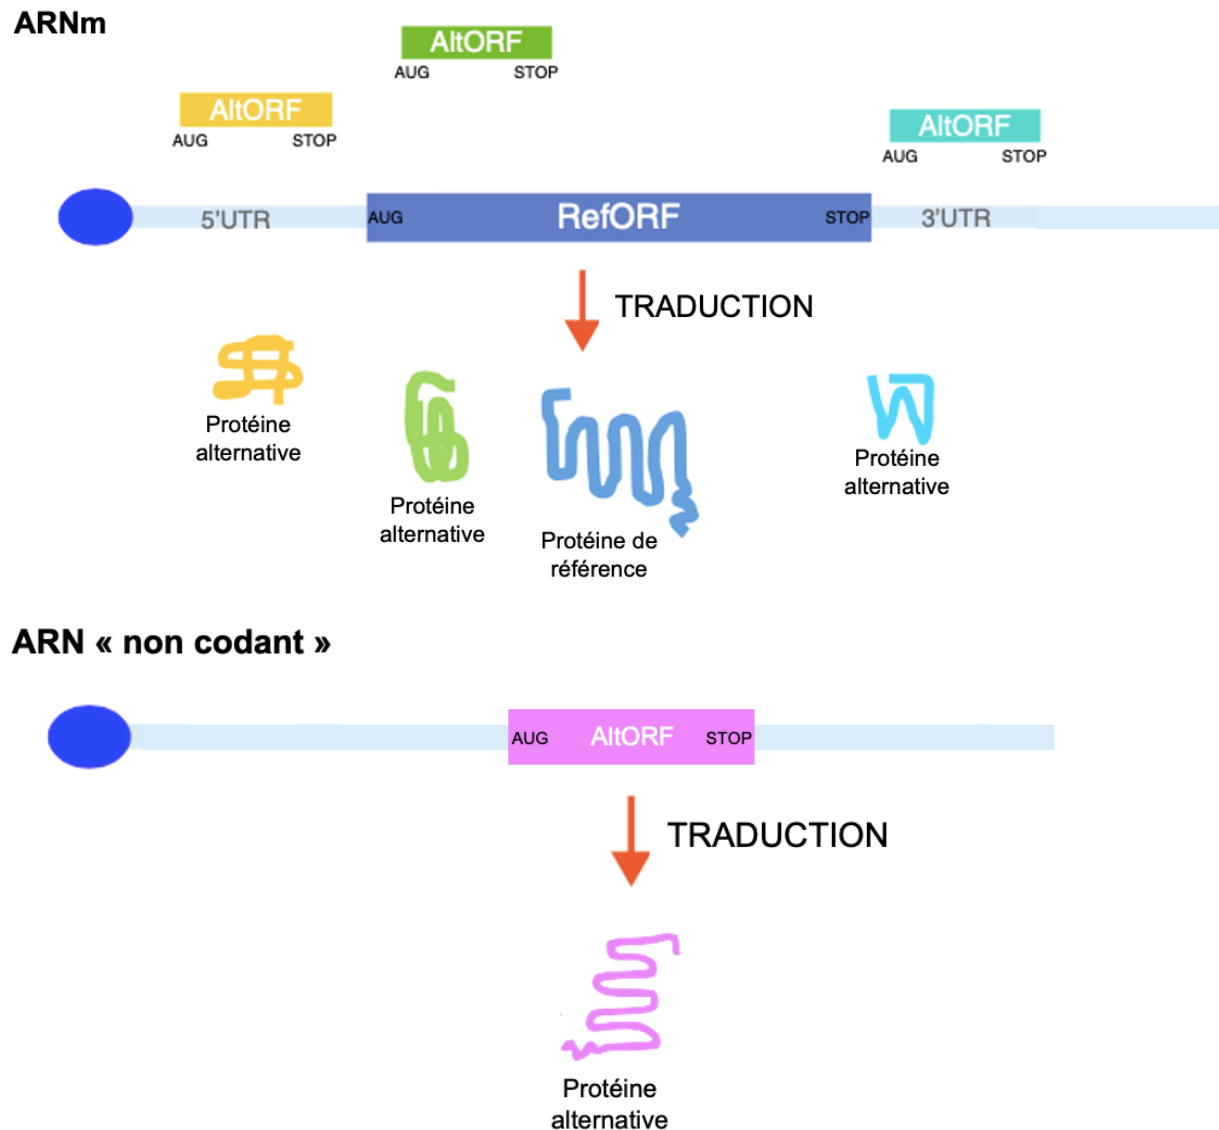 ARNm
AltORF
AUG STOP
AltORF
AUG STOP
AltORF
AUG STOP
5'UTR
AUG
RefORF
STOP
3'UTR
TRADUCTION
Protéine
alternative
Protéine
alternative
Protéine de
référence
Protéine
alternative
ARN « non codant »
AUG
AltORF
STOP
TRADUCTION
Protéine
alternative